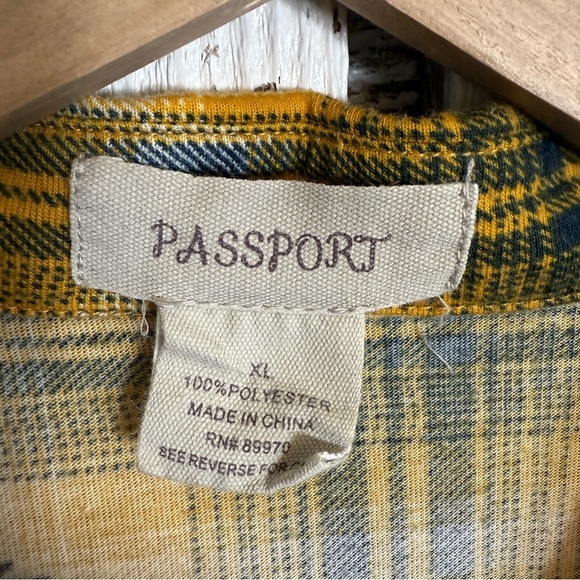 PASSPORT
XL
100%POLYESTER
MADE IN CHINA
RN# 89970
SEE REVERSE FOR